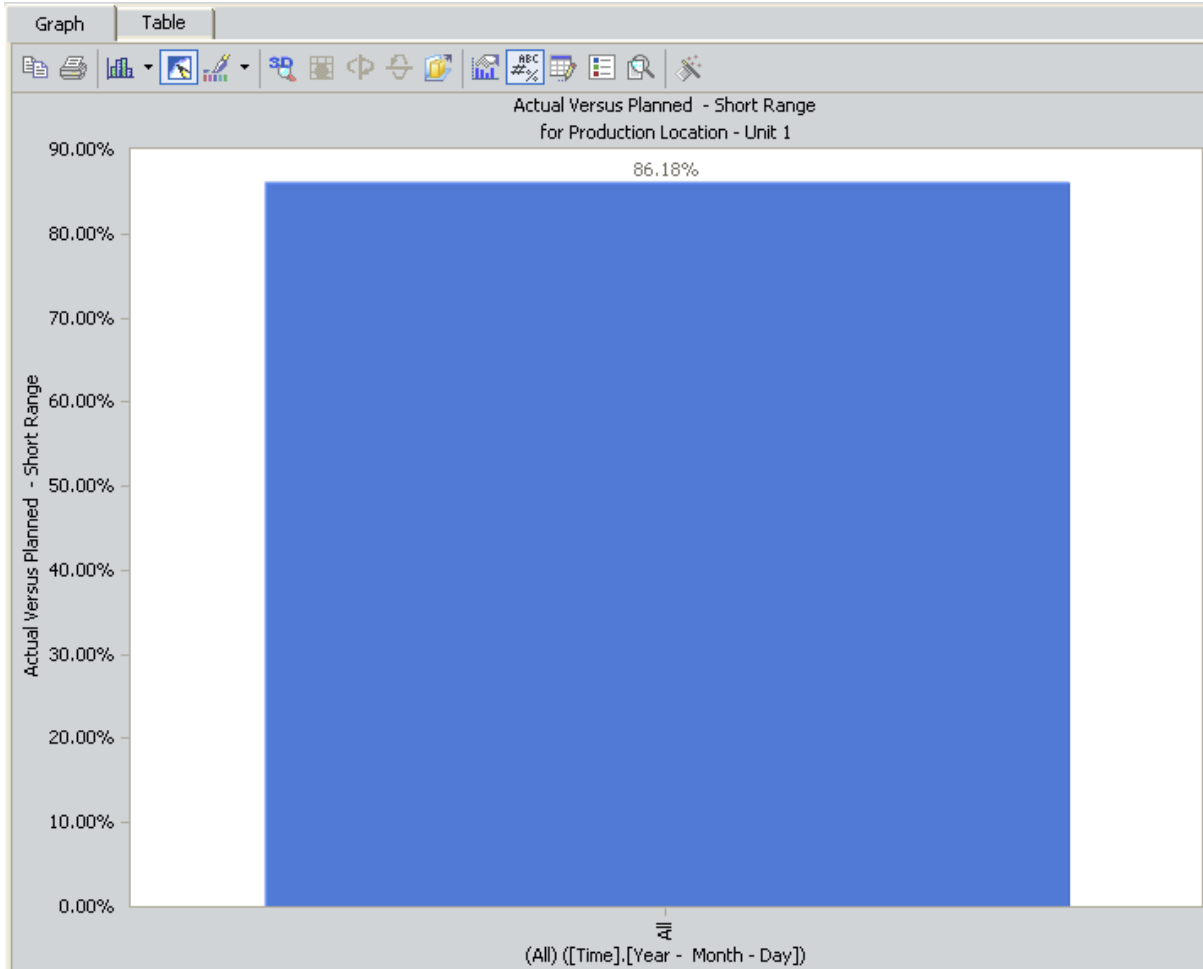 Graph
Table
3D
ABC
#%
Actual Versus Planned - Short Range
for Production Location - Unit 1
90.00%
86.18%
80.00%
70.00%
60.00%
50.00%
40.00%
30.00%
20.00%
10.00%
0.00%
Actual Versus Planned - Short Range
All
(All) ([Time].[Year - Month - Day])